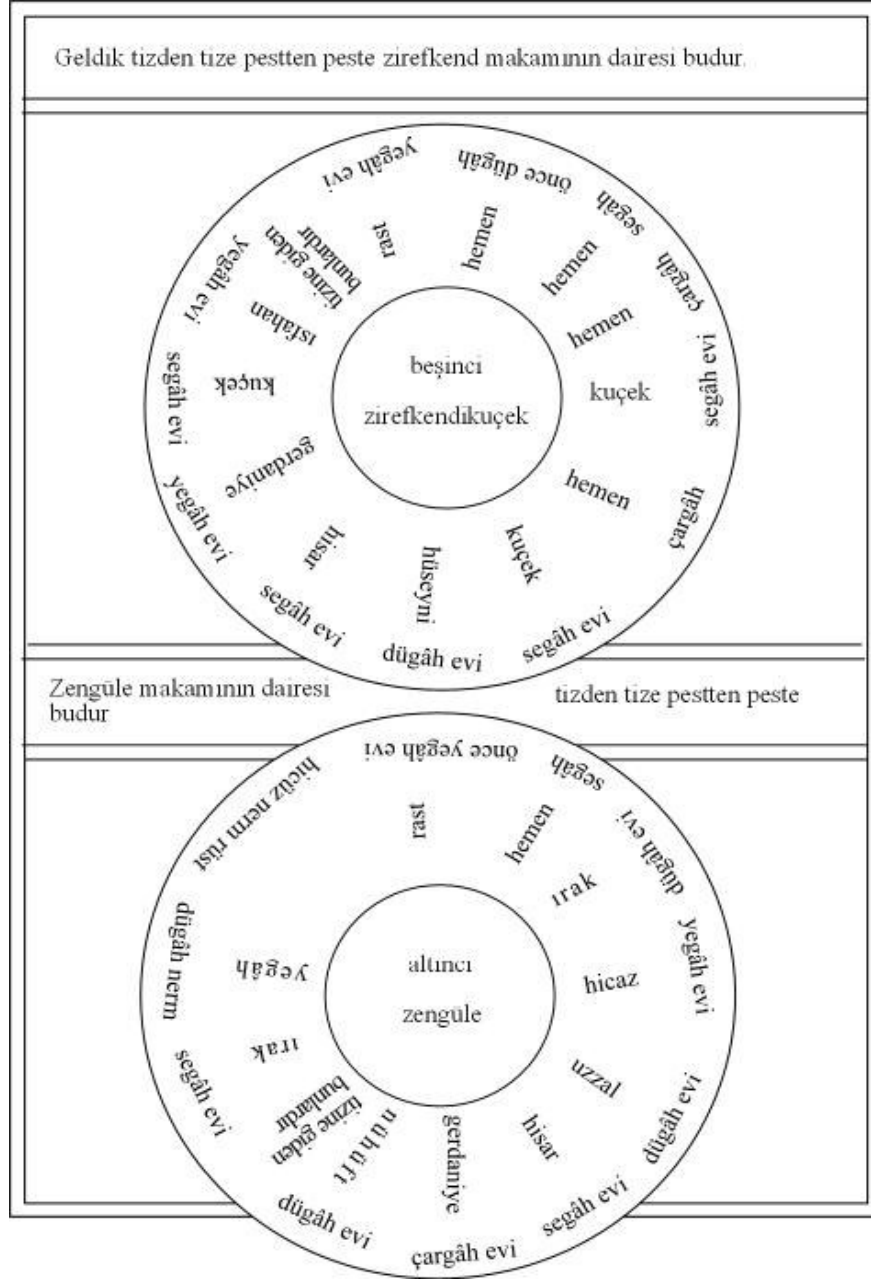 Geldik tizden tize pestten peste zirefkend makamının dairesi budur.
önce dügâh
segâh
çargâh
segâh evi
çargâh
segâh evi
dügâh evi
segâh evi
yegâh evi
segâh evi
yegâh evi
yegâh evi
hemen
hemen
hemen
kuçek
hemen
kuçek
hüseyni
hisar
gerdaniye
kuçek
ısfahan
tizine giden
bunlardır
rast
beşinci
zirefkendikuçek
Zengüle makamının dairesi
budur
tizden tize pestten peste
önce yegâh evi
segâh
dügâh evi
yegâh evi
dügâh evi
segâh evi
çargâh evi
dügâh evi
segâh evi
dügâh nerm
hicüz nerm rüst
rast
hemen
ırak
hicaz
uzzal
hisar
gerdaniye
nühüft
tizine giden
bunlardır
ırak
yegâh
altıncı
zengüle